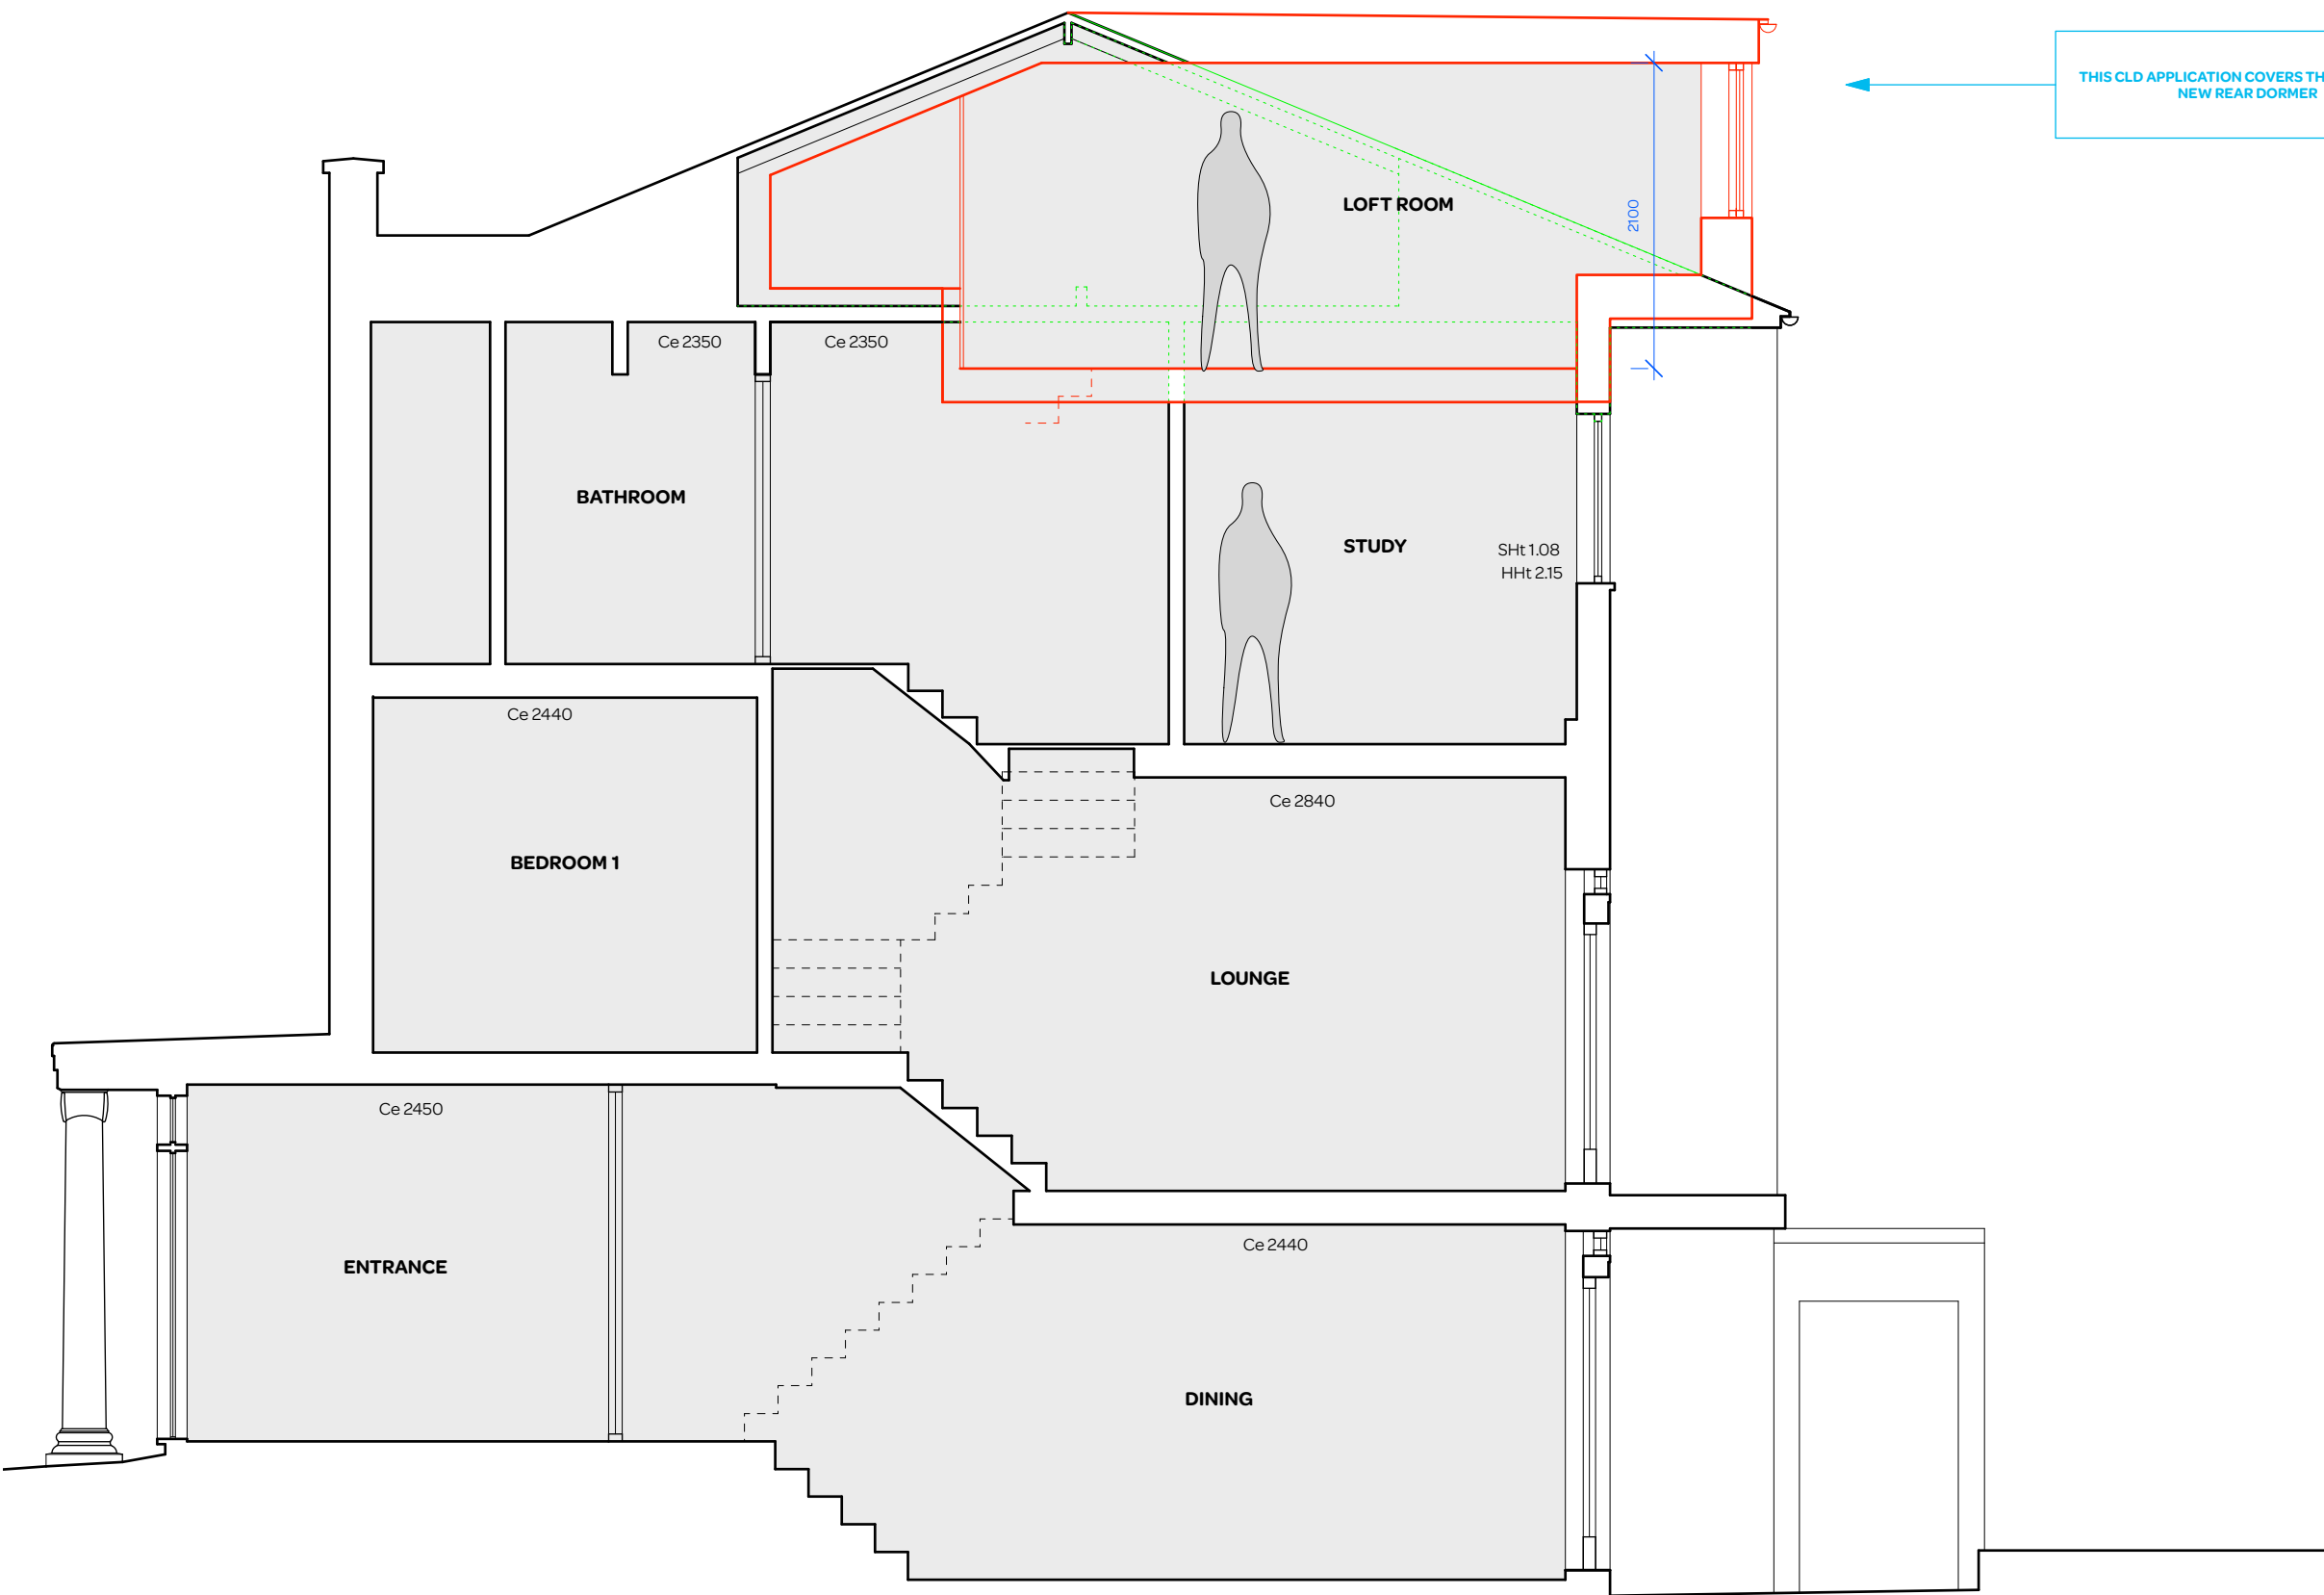 THIS CLD APPLICATION COVERS
NEW REAR DORMER
LOFT ROOM
2100
Ce 2350
Ce 2350
BATHROOM
STUDY
SHt 1.08
HHt 2.15
Ce 2440
Ce 2840
BEDROOM 1
LOUNGE
Ce 2450
Ce 2440
ENTRANCE
DINING